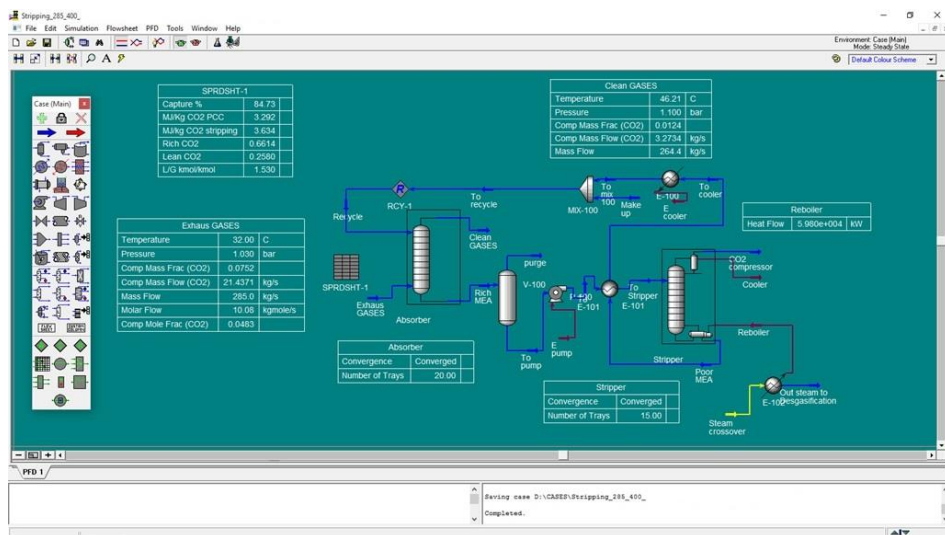 Stripping_285_400_
File Edit Simulation Flowsheet PFD Tools Window Help
Environment: Case (Main)
Mode: Steady State
Default Colour Scheme
Case (Main)
SPRDSHT-1
Capture % 84.73
MJ/Kg CO2 PCC 3.292
MJ/kg CO2 stripping 3.634
Rich CO2 0.6614
Lean CO2 0.2580
L/G kmol/kmol 1.530
Clean GASES
Temperature 46.21 C
Pressure 1.100 bar
Comp Mass Frac (CO2) 0.0124
Comp Mass Flow (CO2) 3.2734 kg/s
Mass Flow 264.4 kg/s
Exhaus GASES
Temperature 32.00 C
Pressure 1.030 bar
Comp Mass Frac (CO2) 0.0752
Comp Mass Flow (CO2) 21.4371 kg/s
Mass Flow 285.0 kg/s
Molar Flow 10.06 kgmole/s
Comp Mole Frac (CO2) 0.0483
Reboiler
Heat Flow 5.980e+004 kW
Recycle
RCY-1
To
recycle
MIX-100
To
mix
100
Make
up
E-100
E
cooler
To
cooler
SPRDSHT-1
Exhaus
GASES
Absorber
Clean
GASES
Rich
MEA
purge
V-100
To
pump
E
pump
E-101
E-101
To
Stripper
Stripper
CO2
compressor
Cooler
Reboiler
Poor
MEA
Steam
crossover
Out steam to
Desgasification
Absorber
Convergence Converged
Number of Trays 20.00
Stripper
Convergence Converged
Number of Trays 15.00
PFD 1
Saving case D:\CASES\Stripping_285_400_
Completed.